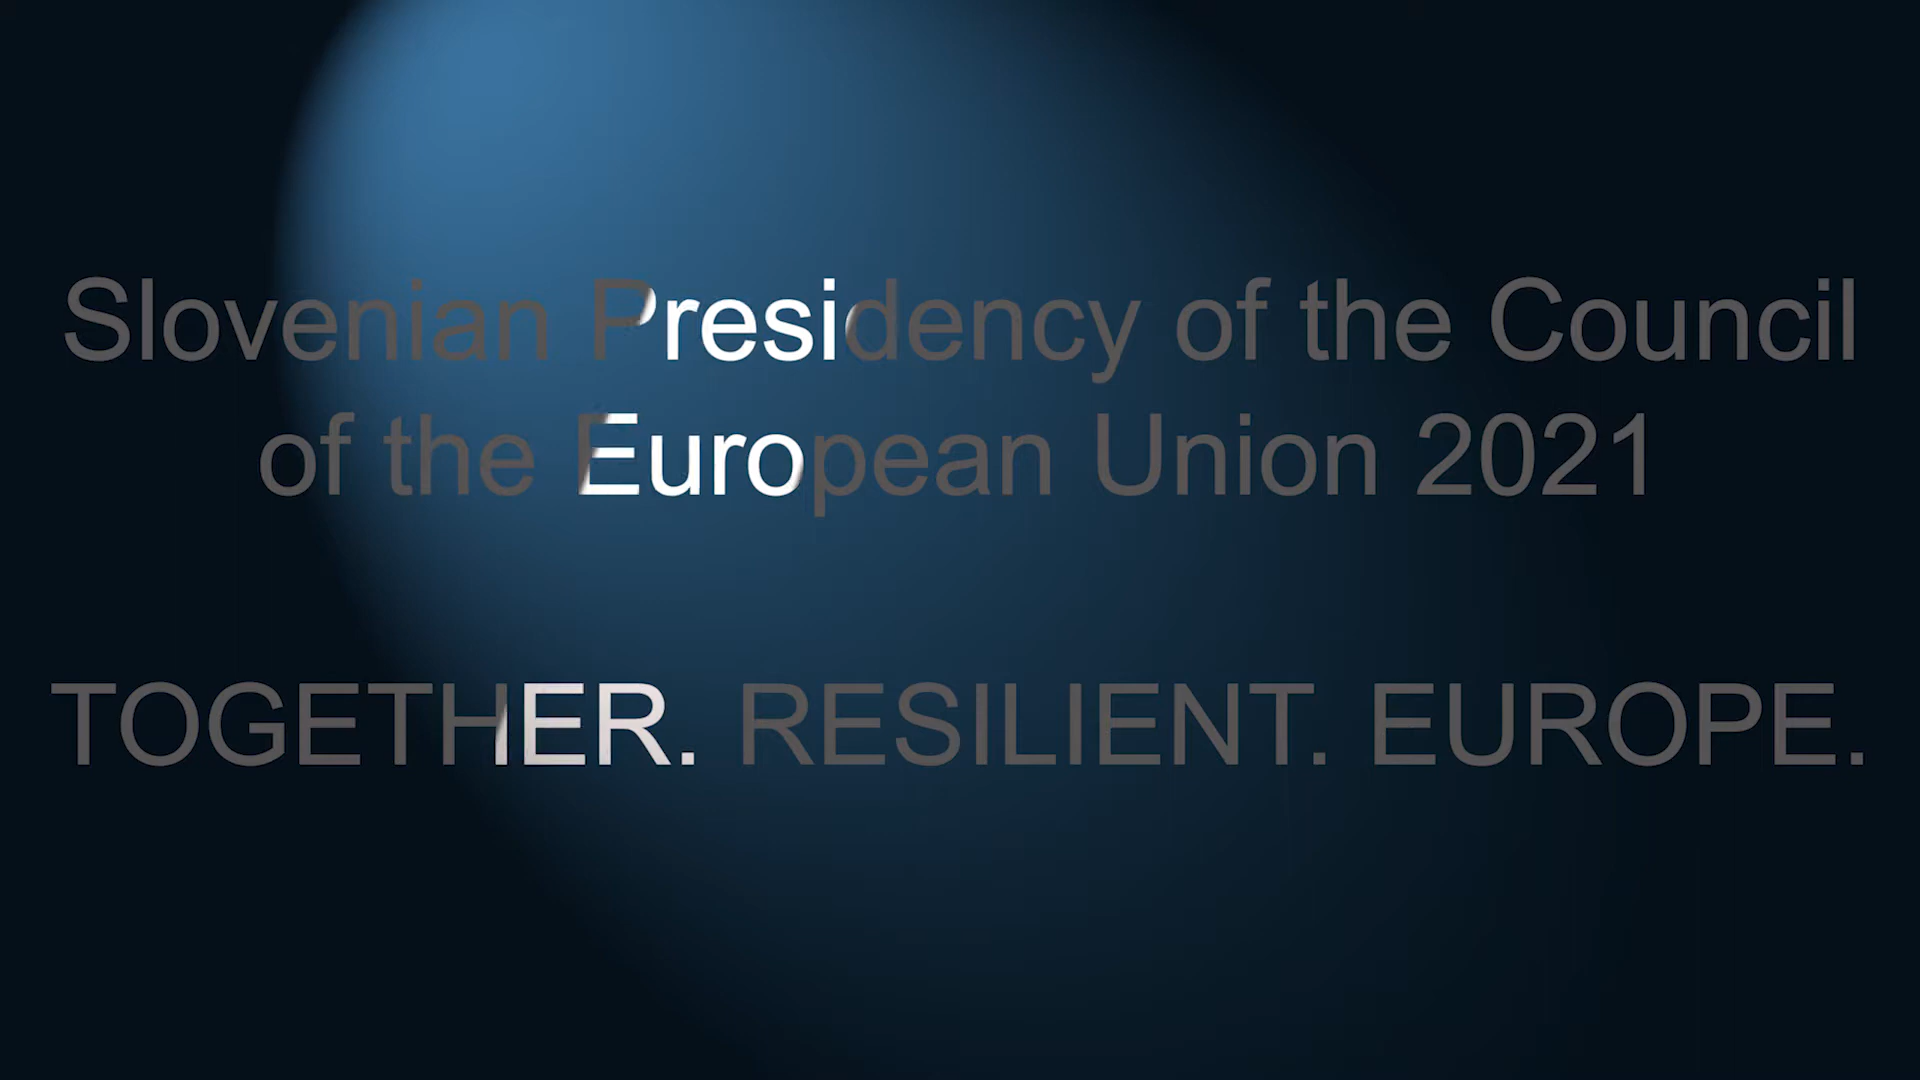 Slovenian Presidency of the Council
of the European Union 2021
TOGETHER. RESILIENT. EUROPE.